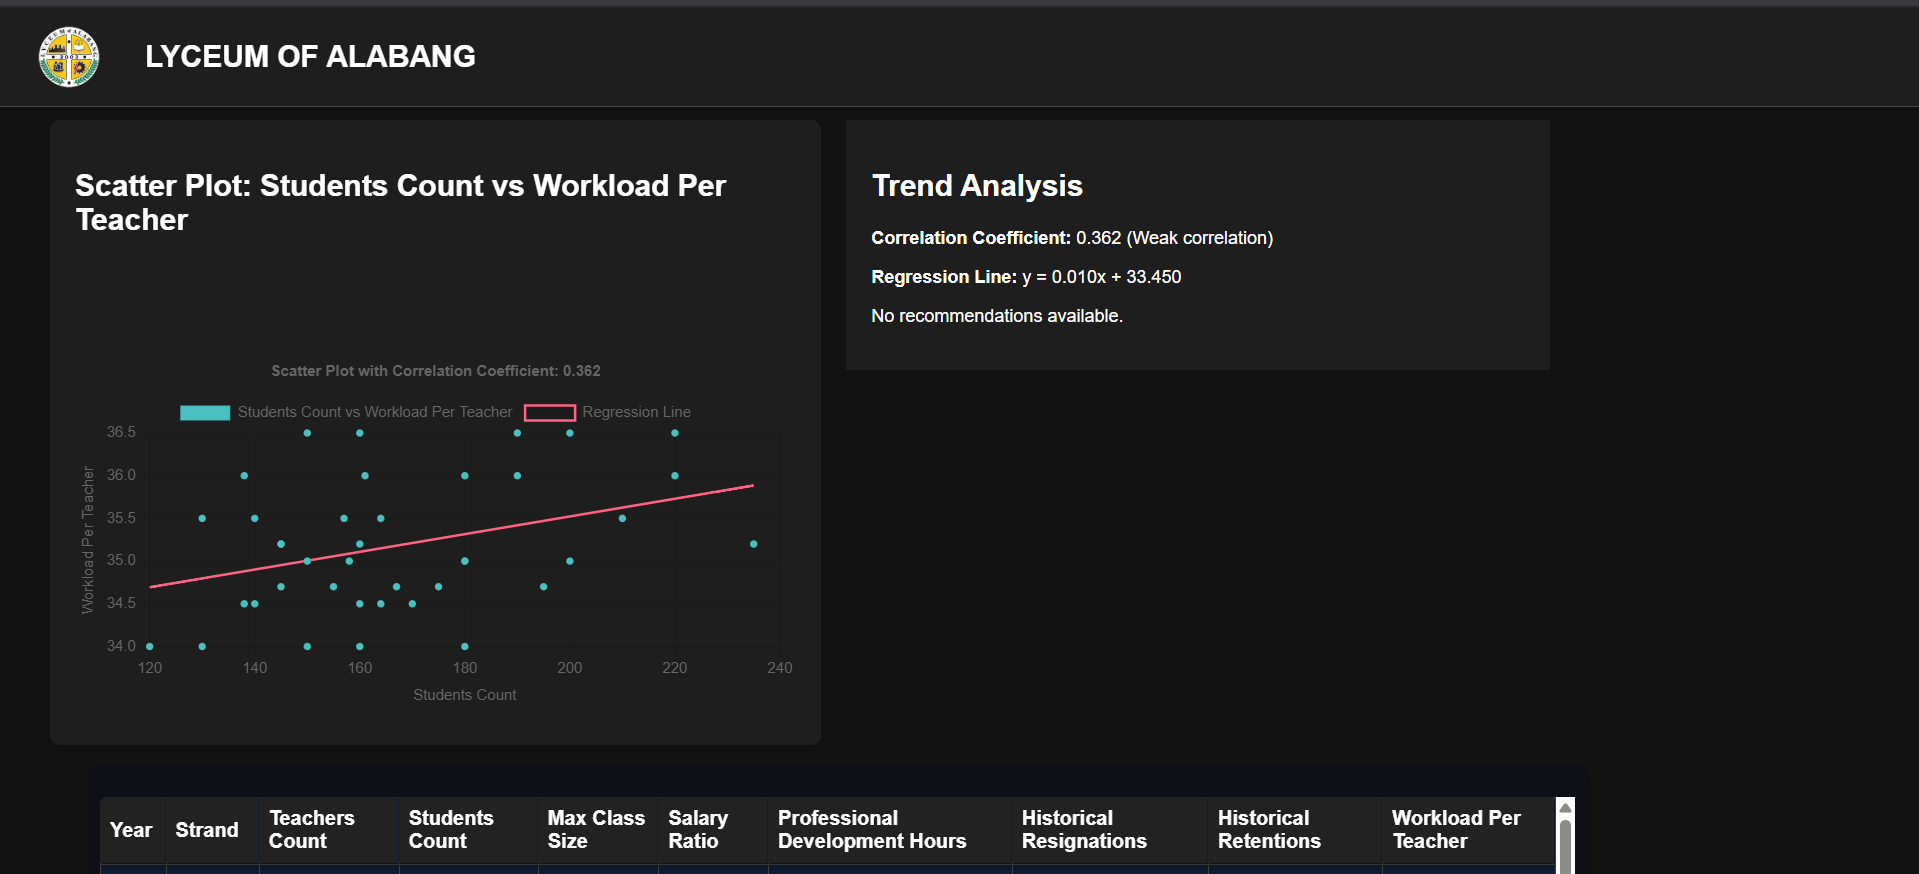 LYCEUM OF ALABANG
Scatter Plot: Students Count vs Workload Per
Teacher
Scatter Plot with Correlation Coefficient: 0.362
Students Count vs Workload Per Teacher
Regression Line
Workload Per Teacher
36.5
36.0
35.5
35.0
34.5
34.0
120 140 160 180 200 220 240
Students Count
Trend Analysis
Correlation Coefficient: 0.362 (Weak correlation)
Regression Line: y = 0.010x + 33.450
No recommendations available.
Year
Strand
Teachers
Count
Students
Count
Max Class
Size
Salary
Ratio
Professional
Development Hours
Historical
Resignations
Historical
Retentions
Workload Per
Teacher